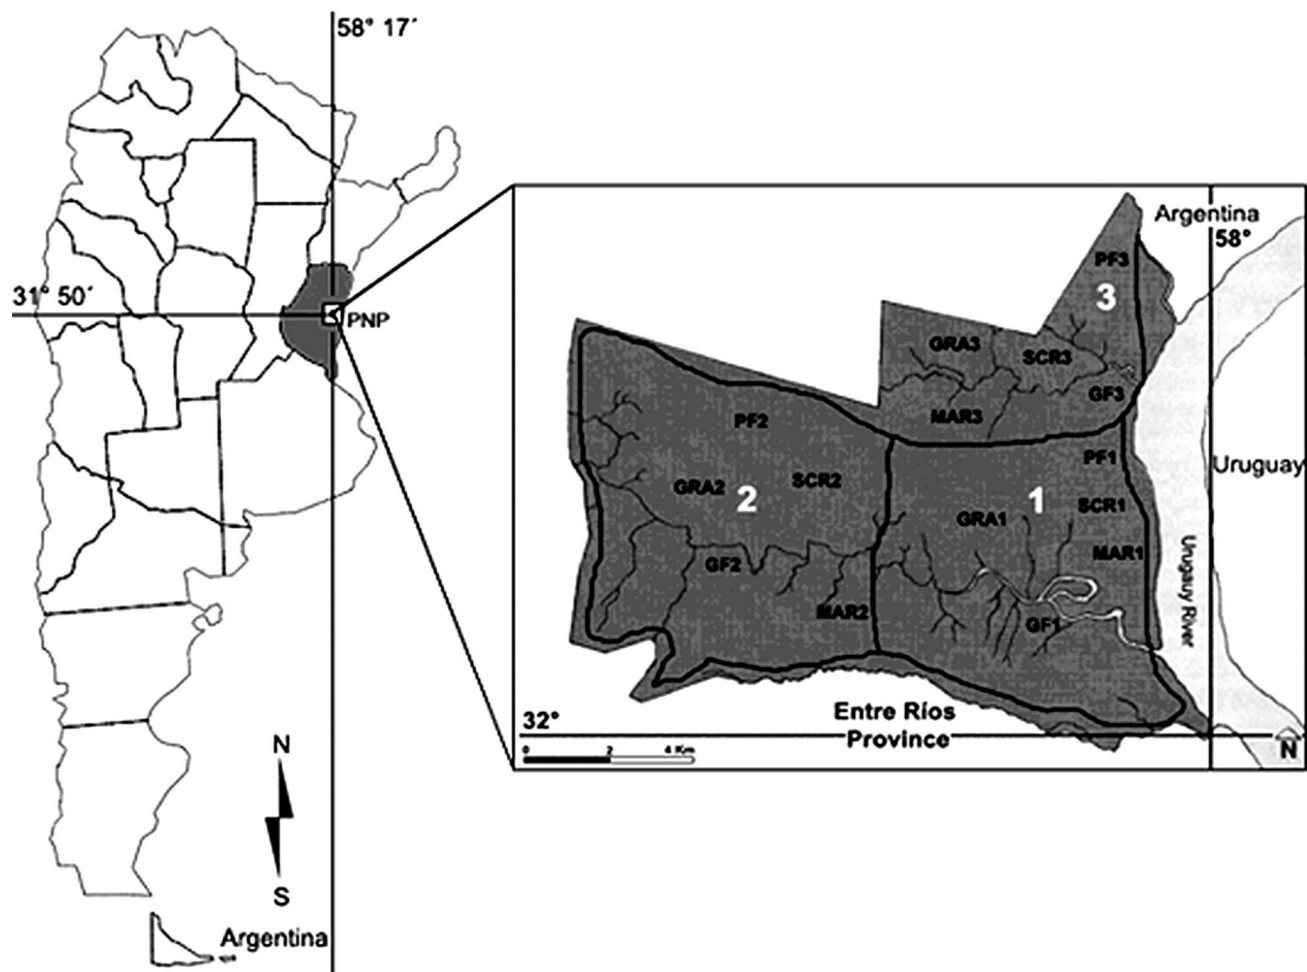 58° 17´
31° 50´
PNP
N
S
Argentina
Argentina
58°
PF3
3
GRA3
SCR3
GF3
MAR3
PF2
PF1
Uruguay
GRA2
SCR2
2
1
GRA1
SCR1
MAR1
GF2
MAR2
GF1
Urugauy River
Entre Ríos
Province
32°
0 2 4 Km
N